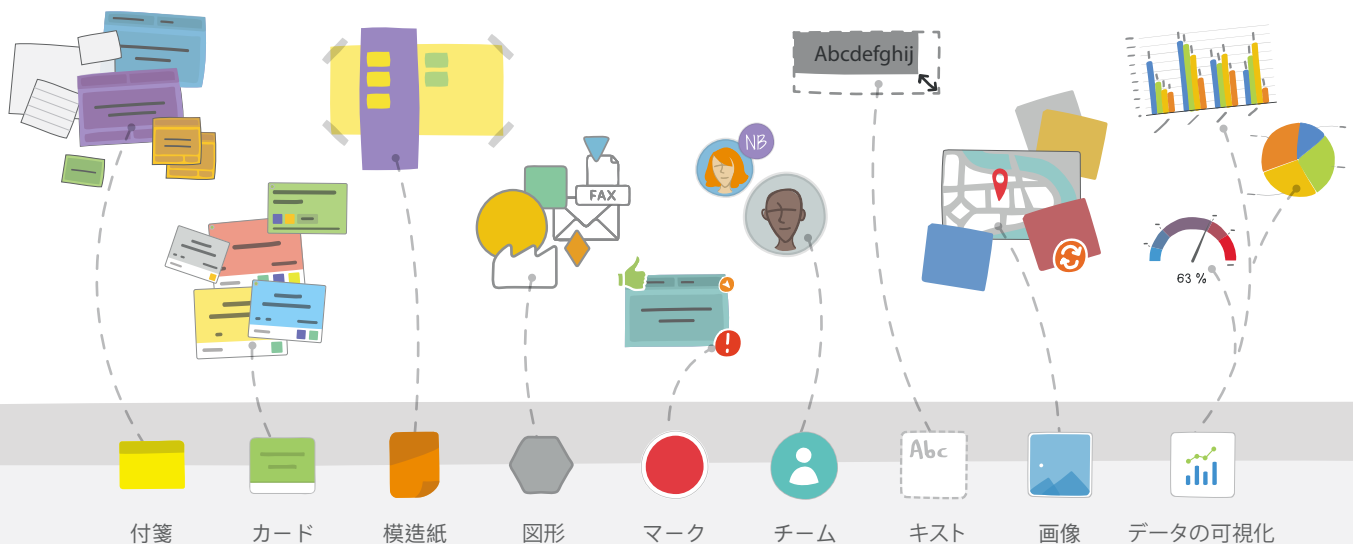 Abcdefghij
NB
FAX
63 %
Abc
付箋
カード
模造紙
図形
マーク
チーム
キスト
画像
データの可視化